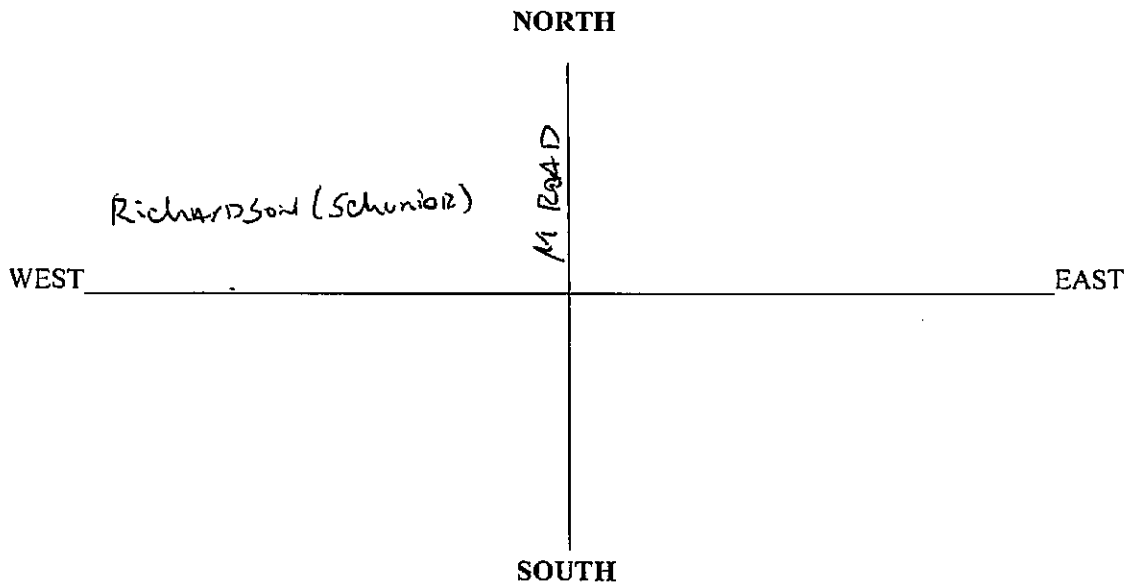 NORTH
M ROAD
Richardson (Schunior)
WEST
EAST
SOUTH